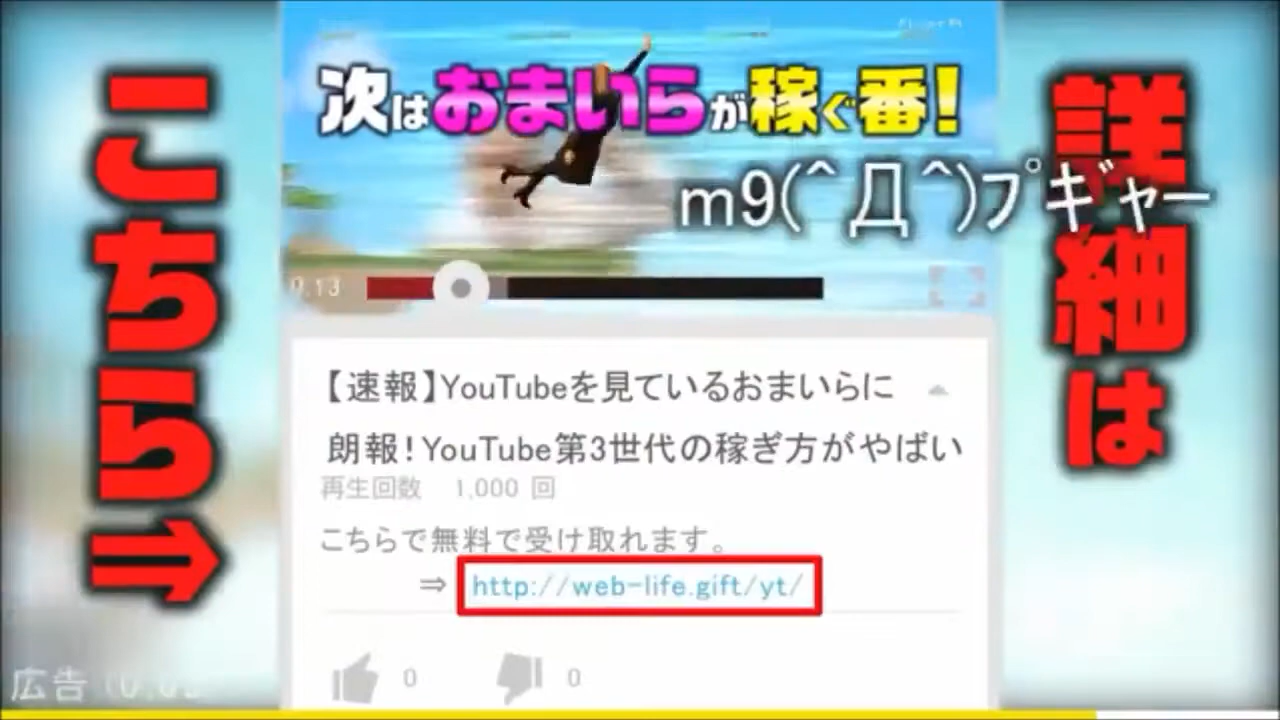 詳細は
こちら⇒
次はおまいらが稼ぐ番！
m9(^Д^)プギャー
0:13
【速報】YouTubeを見ているおまいらに
朗報！YouTube第3世代の稼ぎ方がやばい
再生回数 1,000 回
こちらで無料で受け取れます。
⇒ http://web-life.gift/yt/
0 0
広告